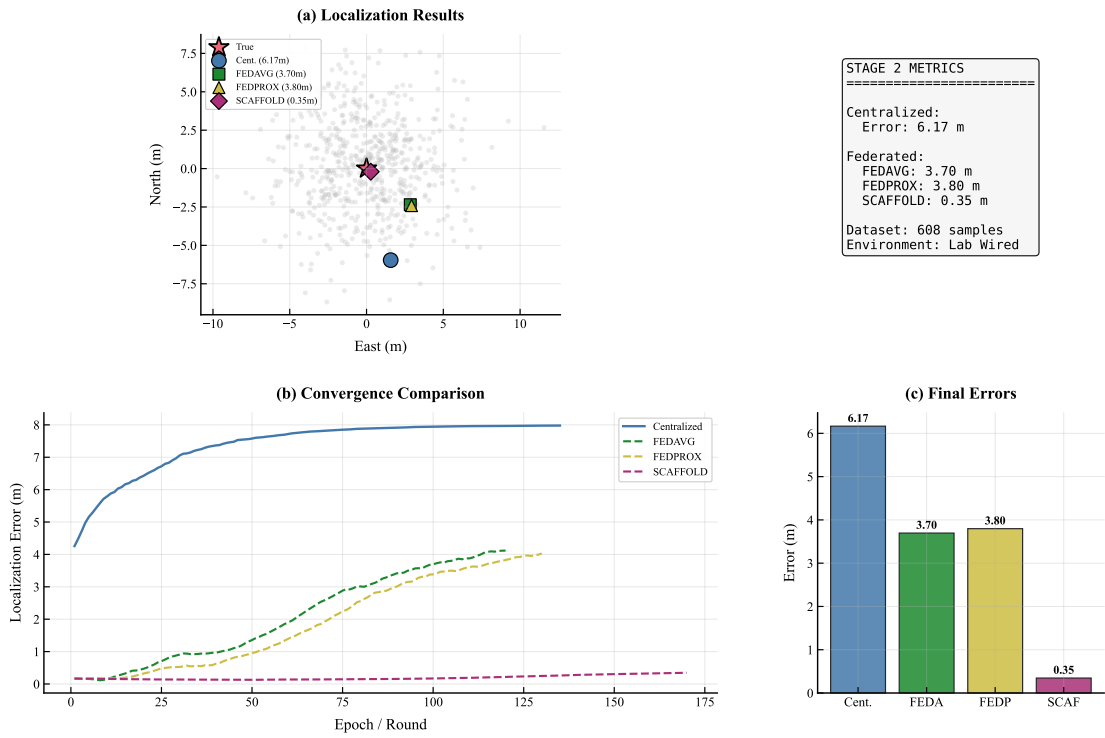 (a) Localization Results
True
Cent. (6.17m)
FEDAVG (3.70m)
FEDPROX (3.80m)
SCAFFOLD (0.35m)
7.5
5.0
2.5
0.0
−2.5
−5.0
−7.5
North (m)
−10
−5
0
5
10
East (m)
STAGE 2 METRICS
========================
Centralized:
Error: 6.17 m
Federated:
FEDAVG: 3.70 m
FEDPROX: 3.80 m
SCAFFOLD: 0.35 m
Dataset: 608 samples
Environment: Lab Wired
(b) Convergence Comparison
Centralized
FEDAVG
FEDPROX
SCAFFOLD
8
7
6
5
4
3
2
1
0
Localization Error (m)
0
25
50
75
100
125
150
175
Epoch / Round
(c) Final Errors
6.17
3.70
3.80
0.35
6
5
4
3
2
1
0
Error (m)
Cent.
FEDA
FEDP
SCAF